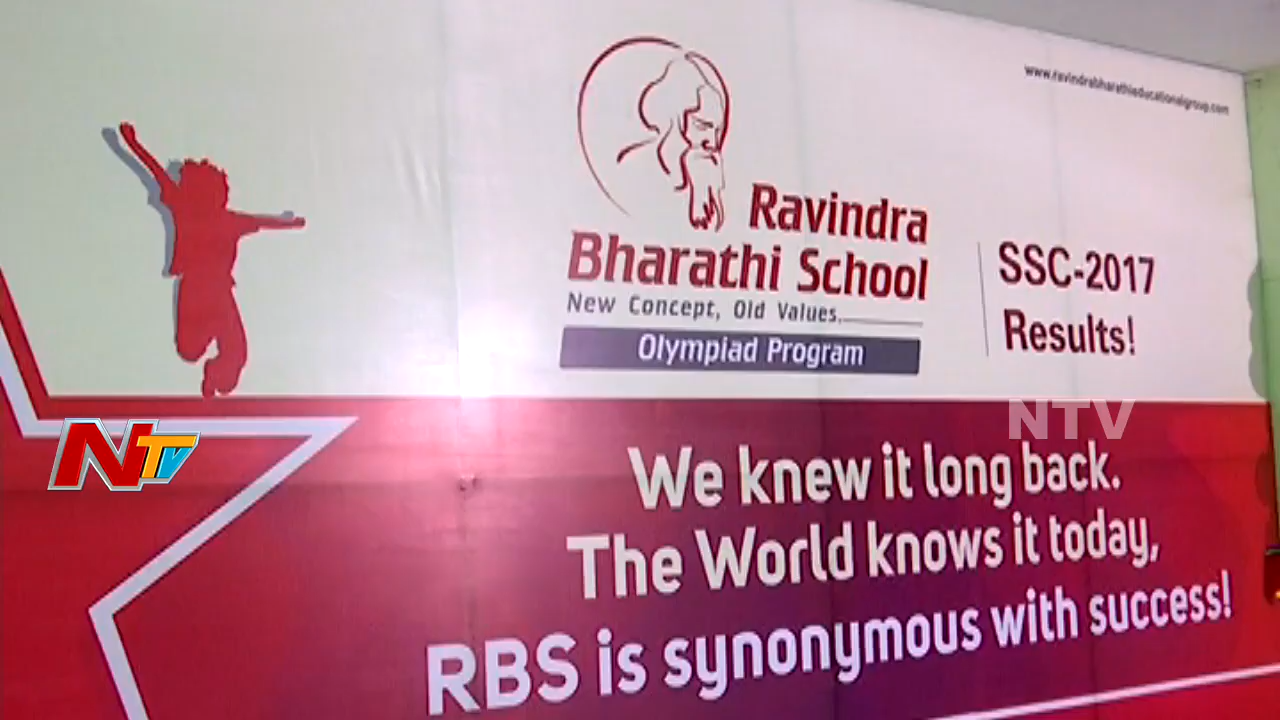 www.ravindrabharathieducationalgroup.com
Ravindra
Bharathi School
New Concept, Old Values.
Olympiad Program
SSC-2017
Results!
NTV
NTV
We knew it long back.
The World knows it today,
RBS is synonymous with success!